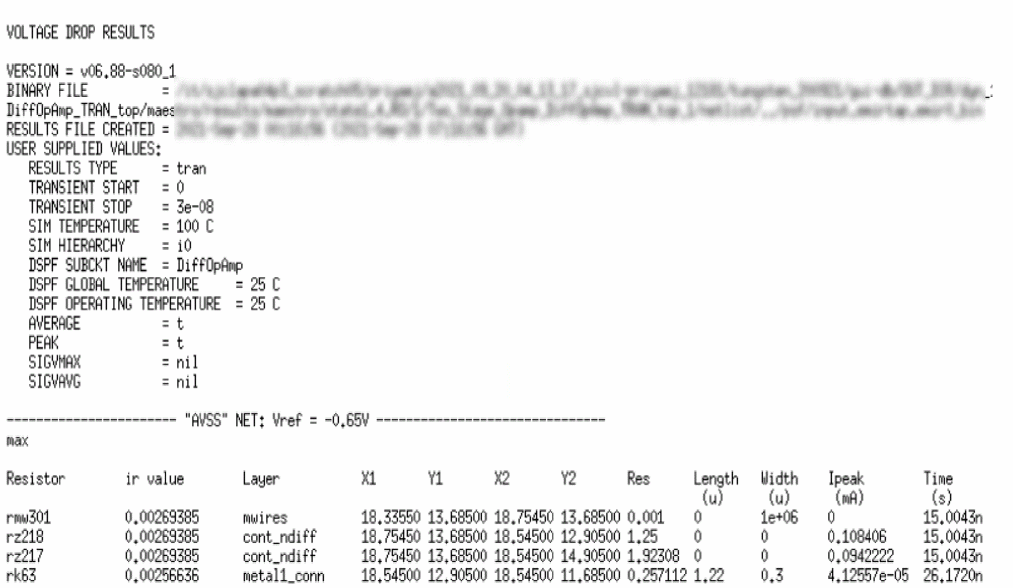 VOLTAGE DROP RESULTS
VERSION = v06.88-s080_1
BINARY FILE =
DiffOpAmp_TRAN_top/maes
RESULTS FILE CREATED =
USER SUPPLIED VALUES:
RESULTS TYPE = tran
TRANSIENT START = 0
TRANSIENT STOP = 3e-08
SIM TEMPERATURE = 100 C
SIM HIERARCHY = i0
DSPF SUBCKT NAME = DiffOpAmp
DSPF GLOBAL TEMPERATURE = 25 C
DSPF OPERATING TEMPERATURE = 25 C
AVERAGE = t
PEAK = t
SIGVMAX = nil
SIGVAVG = nil
----------------------- "AVSS" NET: Vref = -0.65V -------------------------------
max
Resistor ir value Layer X1 Y1 X2 Y2 Res Length Width Ipeak Time
(u) (u) (mA) (s)
rmw301 0.00269385 mwires 18.33550 13.68500 18.75450 13.68500 0.001 0 1e+06 0 15.0043n
rz218 0.00269385 cont_ndiff 18.75450 13.68500 18.54500 12.90500 1.25 0 0 0.108406 15.0043n
rz217 0.00269385 cont_ndiff 18.75450 13.68500 18.54500 14.90500 1.92308 0 0 0.0942222 15.0043n
rk63 0.00256636 metal1_conn 18.54500 12.90500 18.54500 11.68500 0.257112 1.22 0.3 4.12557e-05 26.1720n